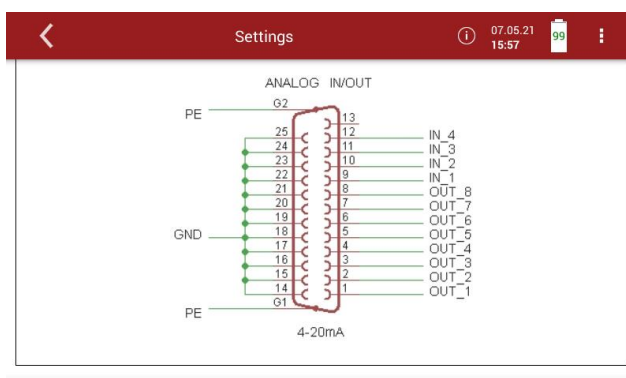 Settings
07.05.21
15:57
99
ANALOG IN/OUT
G2
PE
13
25
12
IN_4
24
11
IN_3
23
10
IN_2
22
9
IN_1
21
8
OUT_8
20
7
OUT_7
19
6
OUT_6
GND
18
5
OUT_5
17
4
OUT_4
16
3
OUT_3
15
2
OUT_2
14
1
OUT_1
G1
PE
4-20mA